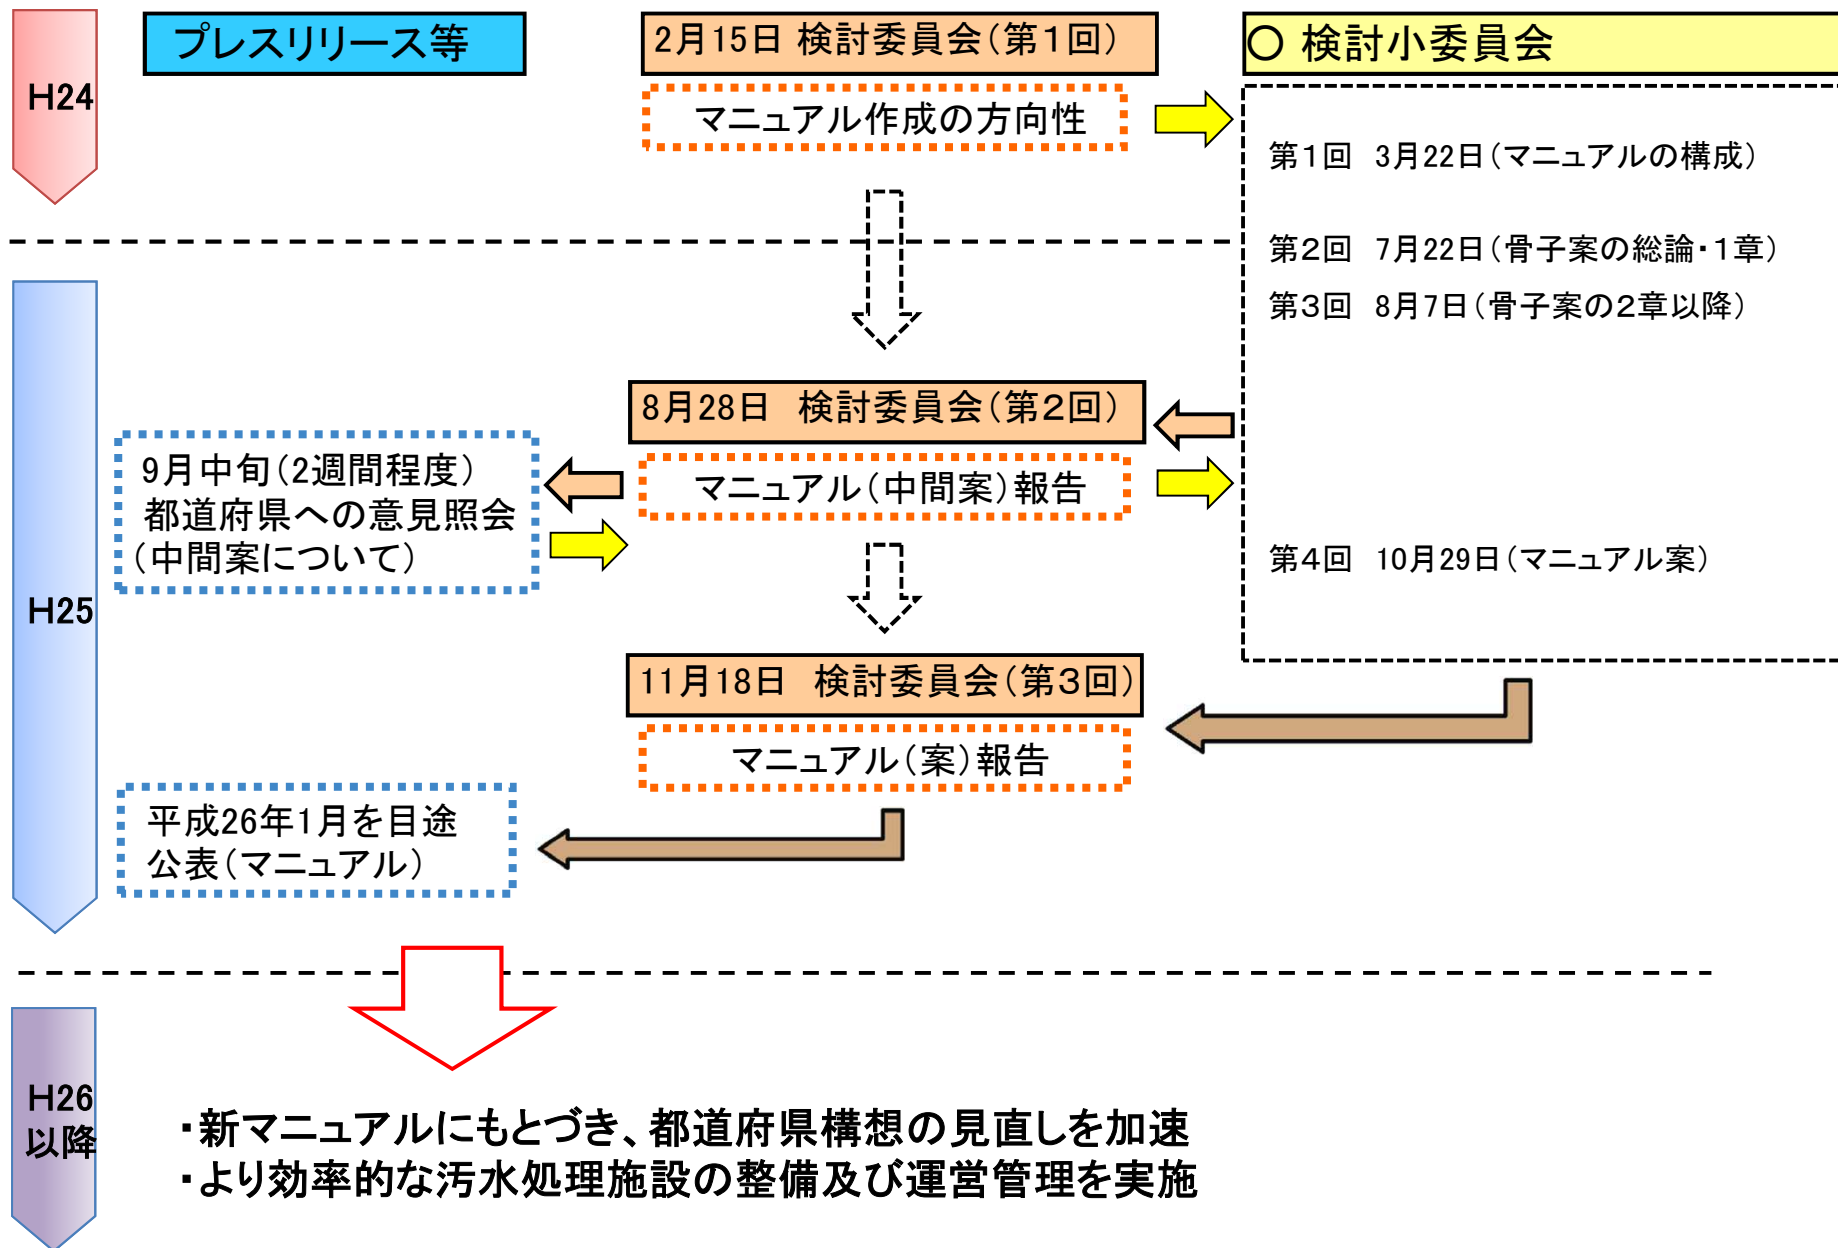 プレスリリース等
2月15日 検討委員会(第1回)
○ 検討小委員会
H24
マニュアル作成の方向性
第1回 3月22日(マニュアルの構成)
第2回 7月22日(骨子案の総論・1章)
第3回 8月7日(骨子案の2章以降)
8月28日 検討委員会(第2回)
マニュアル(中間案)報告
9月中旬(2週間程度)
都道府県への意見照会
(中間案について)
第4回 10月29日(マニュアル案)
H25
11月18日 検討委員会(第3回)
マニュアル(案)報告
平成26年1月を目途
公表(マニュアル)
H26
以降
・新マニュアルにもとづき、都道府県構想の見直しを加速
・より効率的な汚水処理施設の整備及び運営管理を実施